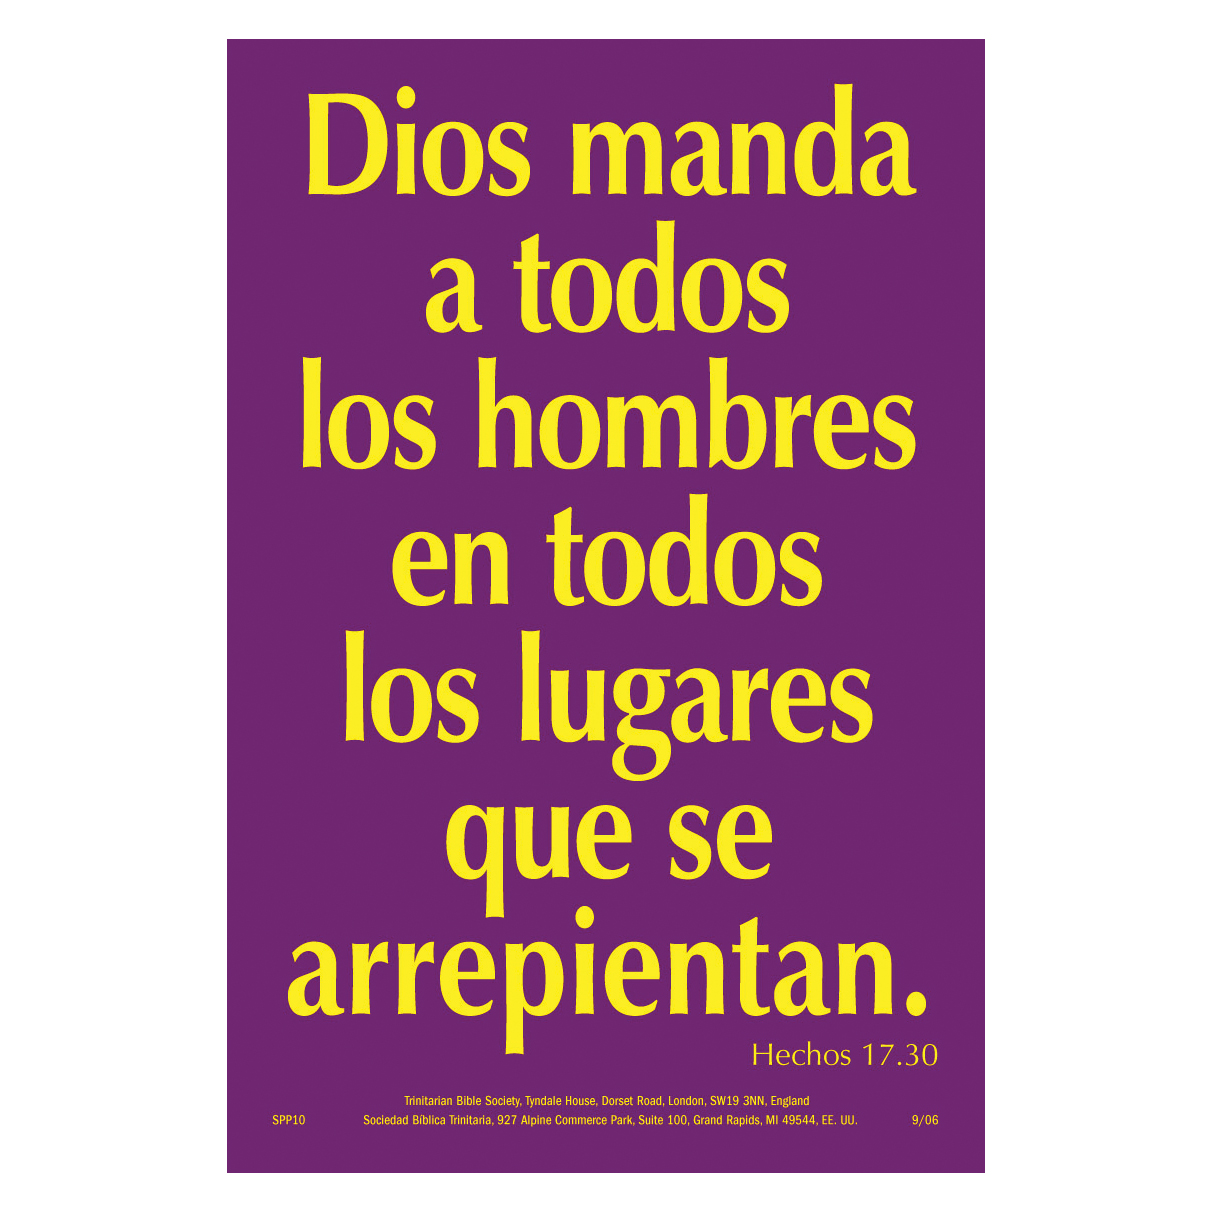 Dios manda
a todos
los hombres
en todos
los lugares
que se
arrepientan.
Hechos 17.30
Trinitarian Bible Society, Tyndale House, Dorset Road, London, SW19 3NN, England
SPP10 Sociedad Bíblica Trinitaria, 927 Alpine Commerce Park, Suite 100, Grand Rapids, MI 49544, EE. UU. 9/06